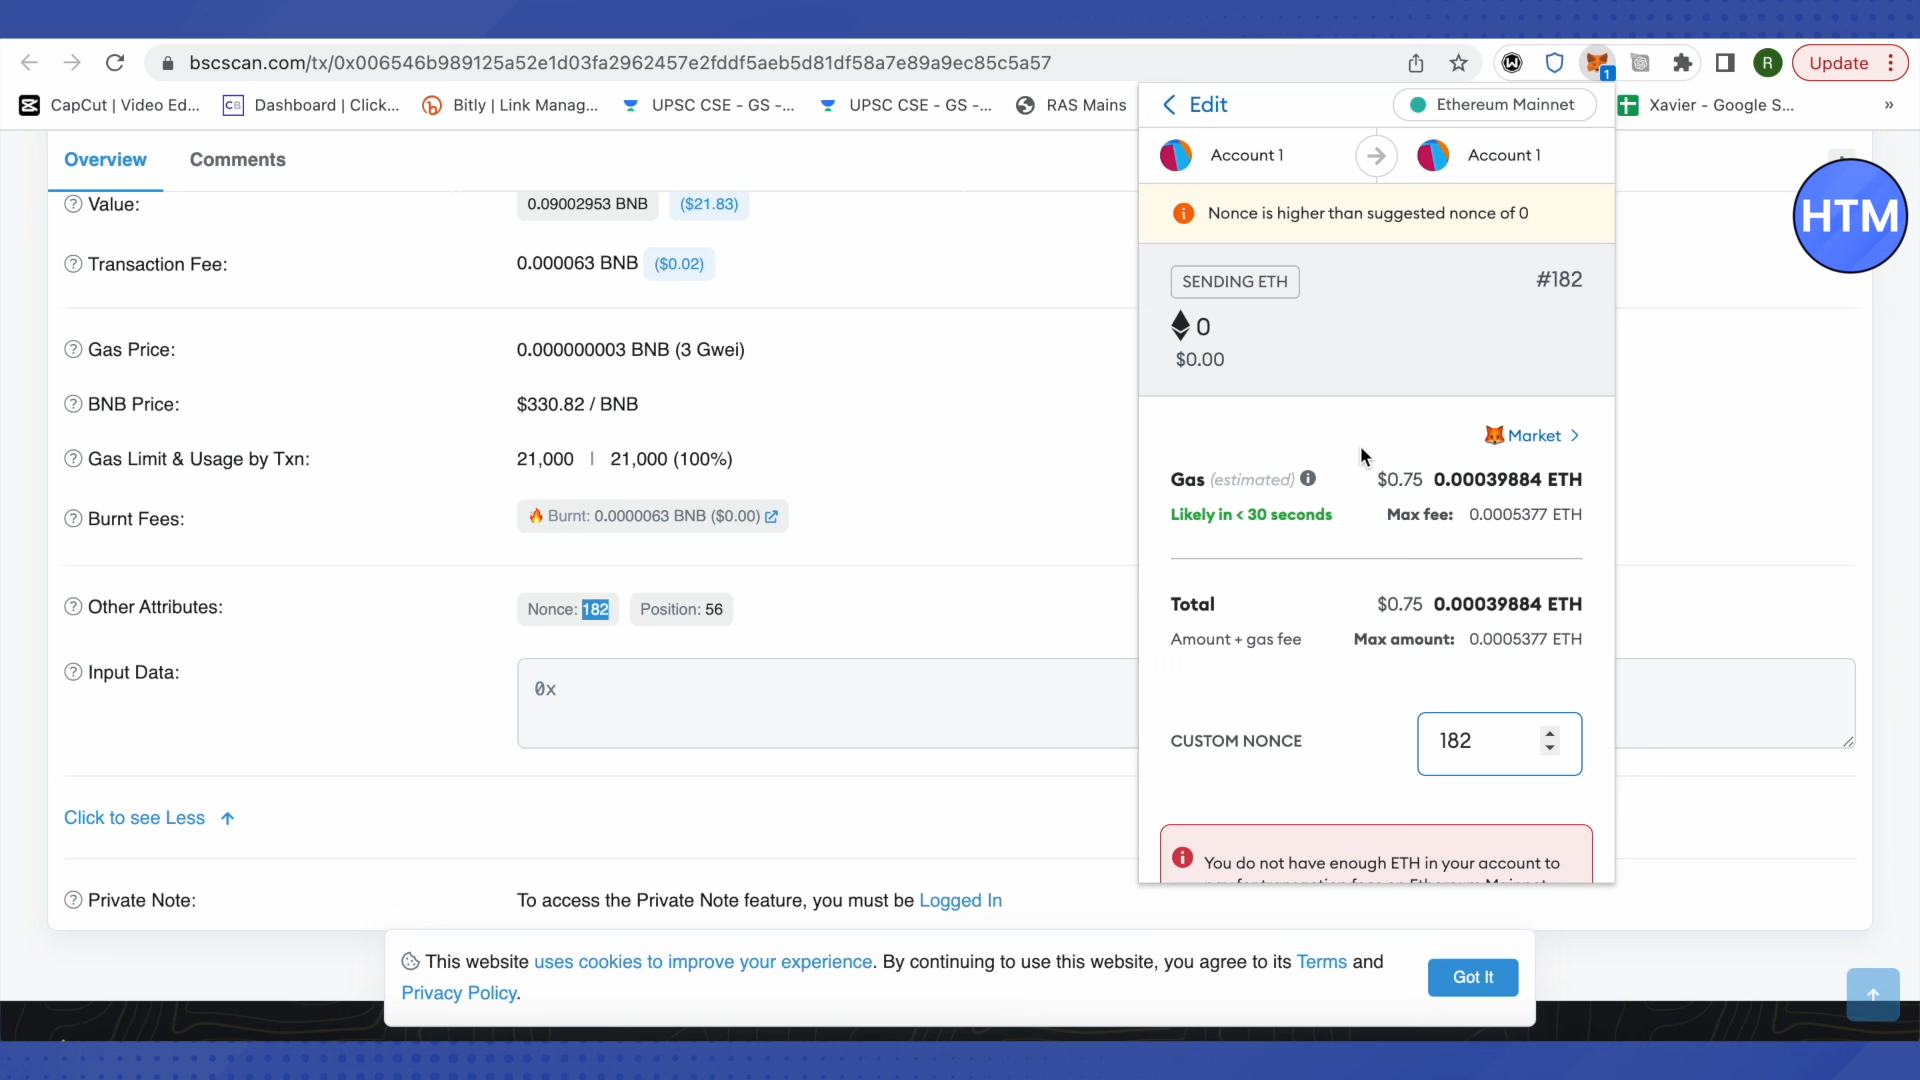 bscscan.com/tx/0x006546b989125a52e1d03fa2962457e2fddf5aeb5d81df58a7e89a9ec85c5a57
1
R
Update
CapCut | Video Ed...
CB
Dashboard | Click...
Bitly | Link Manag...
UPSC CSE - GS -...
UPSC CSE - GS -...
RAS Mains
Xavier - Google S...
»
Edit
Ethereum Mainnet
Overview
Comments
Account 1
Account 1
HTM
Value:
0.09002953 BNB
($21.83)
Nonce is higher than suggested nonce of 0
Transaction Fee:
0.000063 BNB
($0.02)
SENDING ETH
#182
0
$0.00
Gas Price:
0.000000003 BNB (3 Gwei)
BNB Price:
$330.82 / BNB
Market
Gas Limit & Usage by Txn:
21,000 | 21,000 (100%)
Gas (estimated)
$0.75 0.00039884 ETH
Burnt Fees:
Burnt: 0.0000063 BNB ($0.00)
Likely in < 30 seconds
Max fee: 0.0005377 ETH
Other Attributes:
Nonce: 182
Position: 56
Total
$0.75 0.00039884 ETH
Amount + gas fee
Max amount: 0.0005377 ETH
Input Data:
0x
CUSTOM NONCE
182
Click to see Less
You do not have enough ETH in your account to
Private Note:
To access the Private Note feature, you must be Logged In
This website uses cookies to improve your experience. By continuing to use this website, you agree to its Terms and
Privacy Policy.
Got It